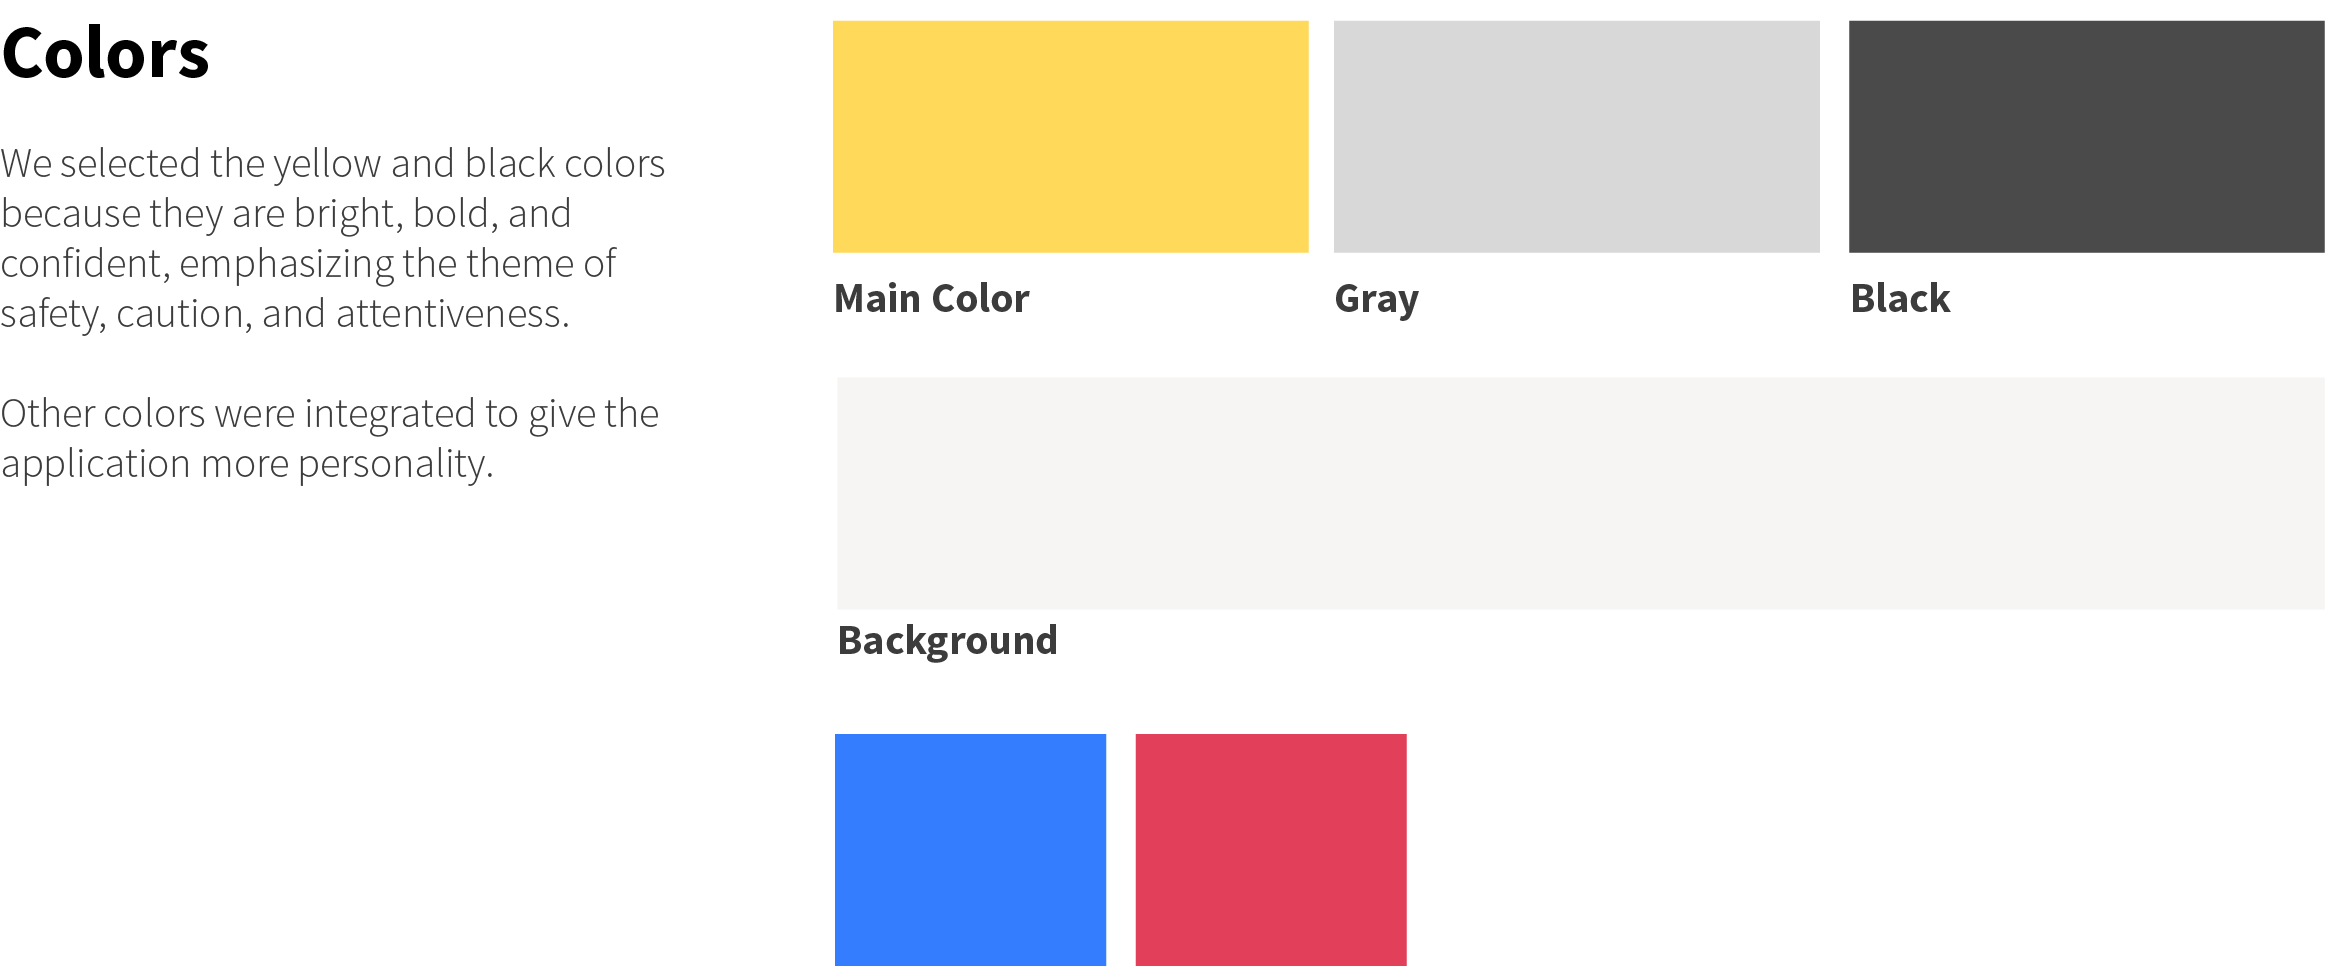 Colors
We selected the yellow and black colors
because they are bright, bold, and
confident, emphasizing the theme of
safety, caution, and attentiveness.
Other colors were integrated to give the
application more personality.
Main Color
Gray
Black
Background